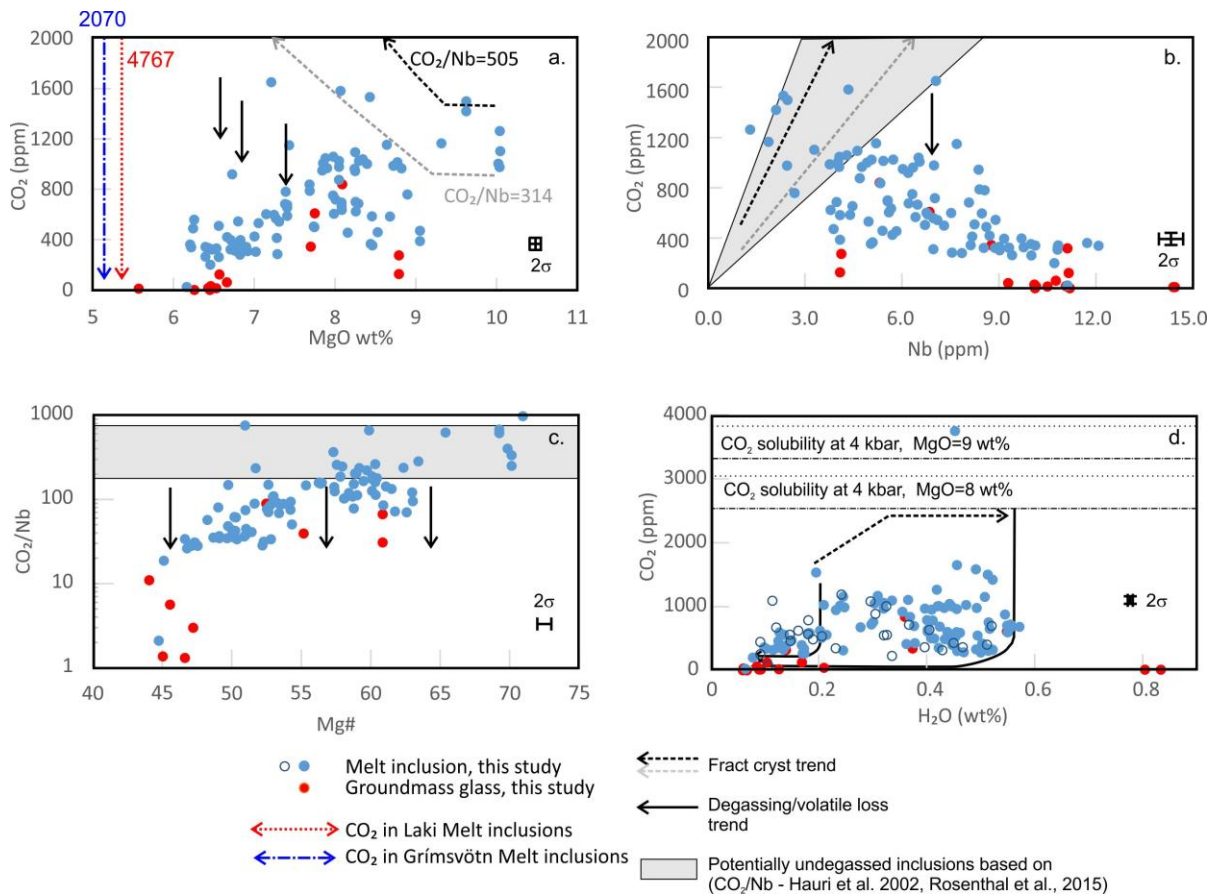 2070
2000
1600
1200
800
400
0
CO₂ (ppm)
4767
CO₂/Nb=505
a.
CO₂/Nb=314
2σ
5 6 7 8 9 10 11
MgO wt%
2000
1600
1200
800
400
0
CO₂ (ppm)
b.
2σ
0.0 3.0 6.0 9.0 12.0 15.0
Nb (ppm)
1000
100
10
1
CO₂/Nb
c.
2σ
40 45 50 55 60 65 70 75
Mg#
4000
3000
2000
1000
0
CO₂ (ppm)
d.
CO₂ solubility at 4 kbar, MgO=9 wt%
CO₂ solubility at 4 kbar, MgO=8 wt%
2σ
0 0.2 0.4 0.6 0.8
H₂O (wt%)
Melt inclusion, this study
Groundmass glass, this study
CO₂ in Laki Melt inclusions
CO₂ in Grímsvötn Melt inclusions
Fract cryst trend
Degassing/volatile loss
trend
Potentially undegassed inclusions based on
(CO₂/Nb - Hauri et al. 2002, Rosenthal et al., 2015)